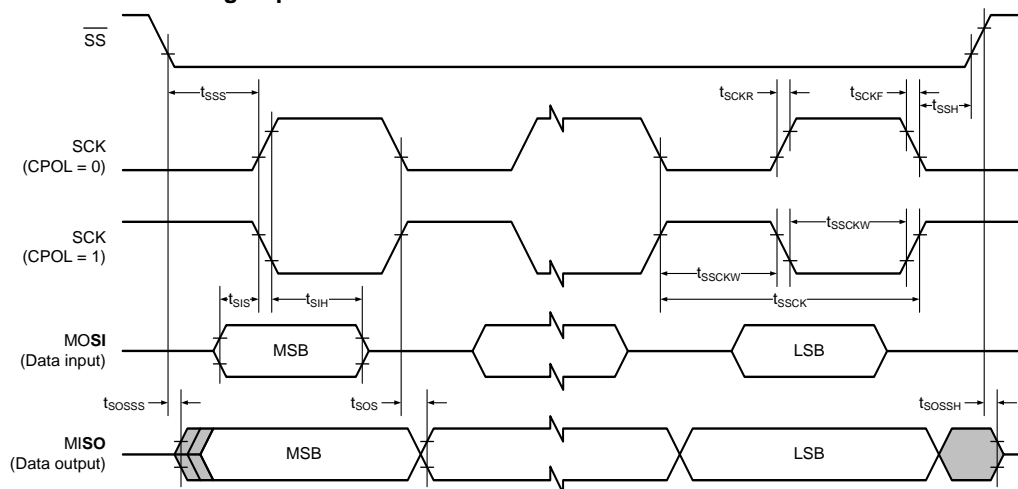 SS
tSSS
tSCKR
tSCKF
tSSH
SCK
(CPOL = 0)
SCK
(CPOL = 1)
tSSCKW
tSSCKW
tSSCK
tSIS
tSIH
MOSI
(Data input)
MSB
LSB
tSOSSS
tSOS
tSOSSH
MISO
(Data output)
MSB
LSB